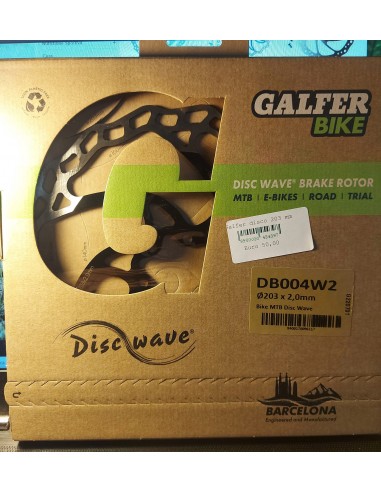 GALFER
BIKE
DISC WAVE® BRAKE ROTOR
MTB | E-BIKES | ROAD | TRIAL
Galfer disco 203 mm
Euro 50,00
DB004W2
Ø203 x 2,0mm
Bike MTB Disc Wave
Disc wave®
BARCELONA
Engineered and Manufactured